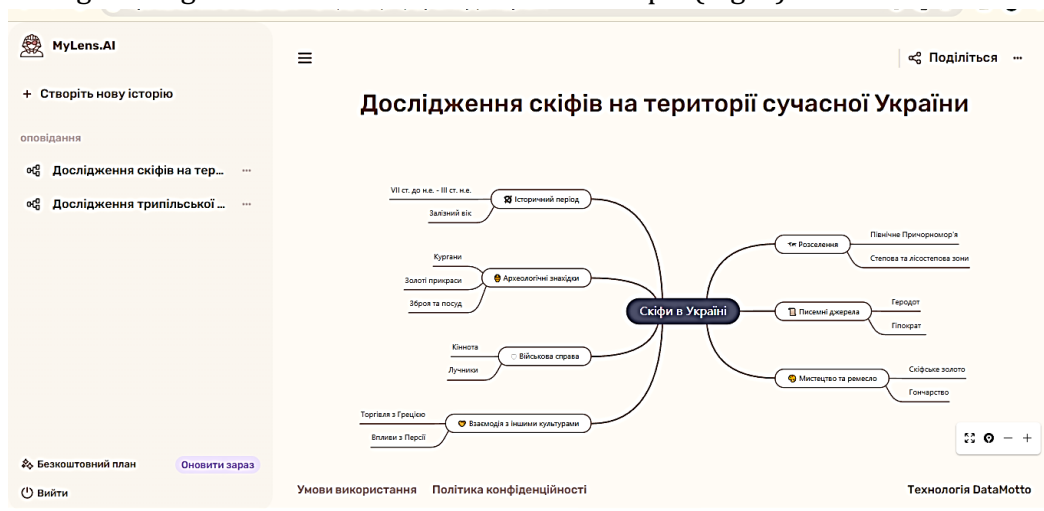 MyLens.AI
+ Створіть нову історію
оповідання
Дослідження скіфів на тер...
Дослідження трипільської ...
Безкоштовний план
Оновити зараз
Вийти
Поділіться
Дослідження скіфів на території сучасної України
VII ст. до н.е. - III ст. н.е.
Залізний вік
Історичний період
Кургани
Золоті прикраси
Зброя та посуд
Археологічні знахідки
Кіннота
Лучники
Військова справа
Торгівля з Грецією
Впливи з Персії
Взаємодія з іншими культурами
Скіфи в Україні
Розселення
Північне Причорномор'я
Степова та лісостепова зони
Писемні джерела
Геродот
Гіпократ
Мистецтво та ремесло
Скіфське золото
Гончарство
Умови використання
Політика конфіденційності
Технологія DataMotto